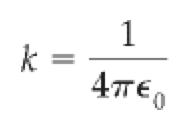 k = 1 / 4πϵ₀